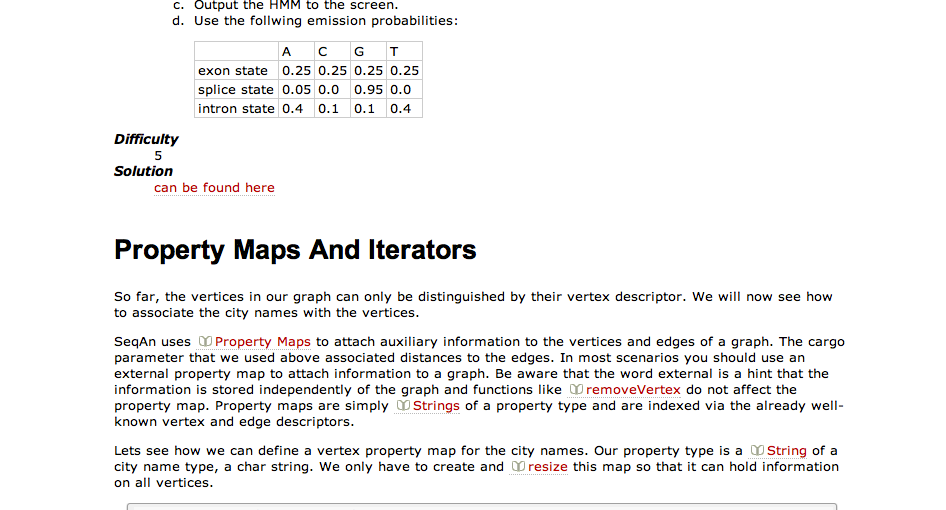 c. Output the HMM to the screen.
d. Use the follwing emission probabilities:
A C G T
exon state 0.25 0.25 0.25 0.25
splice state 0.05 0.0 0.95 0.0
intron state 0.4 0.1 0.1 0.4
Difficulty
5
Solution
can be found here
Property Maps And Iterators
So far, the vertices in our graph can only be distinguished by their vertex descriptor. We will now see how
to associate the city names with the vertices.
SeqAn uses Property Maps to attach auxiliary information to the vertices and edges of a graph. The cargo
parameter that we used above associated distances to the edges. In most scenarios you should use an
external property map to attach information to a graph. Be aware that the word external is a hint that the
information is stored independently of the graph and functions like removeVertex do not affect the
property map. Property maps are simply Strings of a property type and are indexed via the already well-
known vertex and edge descriptors.
Lets see how we can define a vertex property map for the city names. Our property type is a String of a
city name type, a char string. We only have to create and resize this map so that it can hold information
on all vertices.